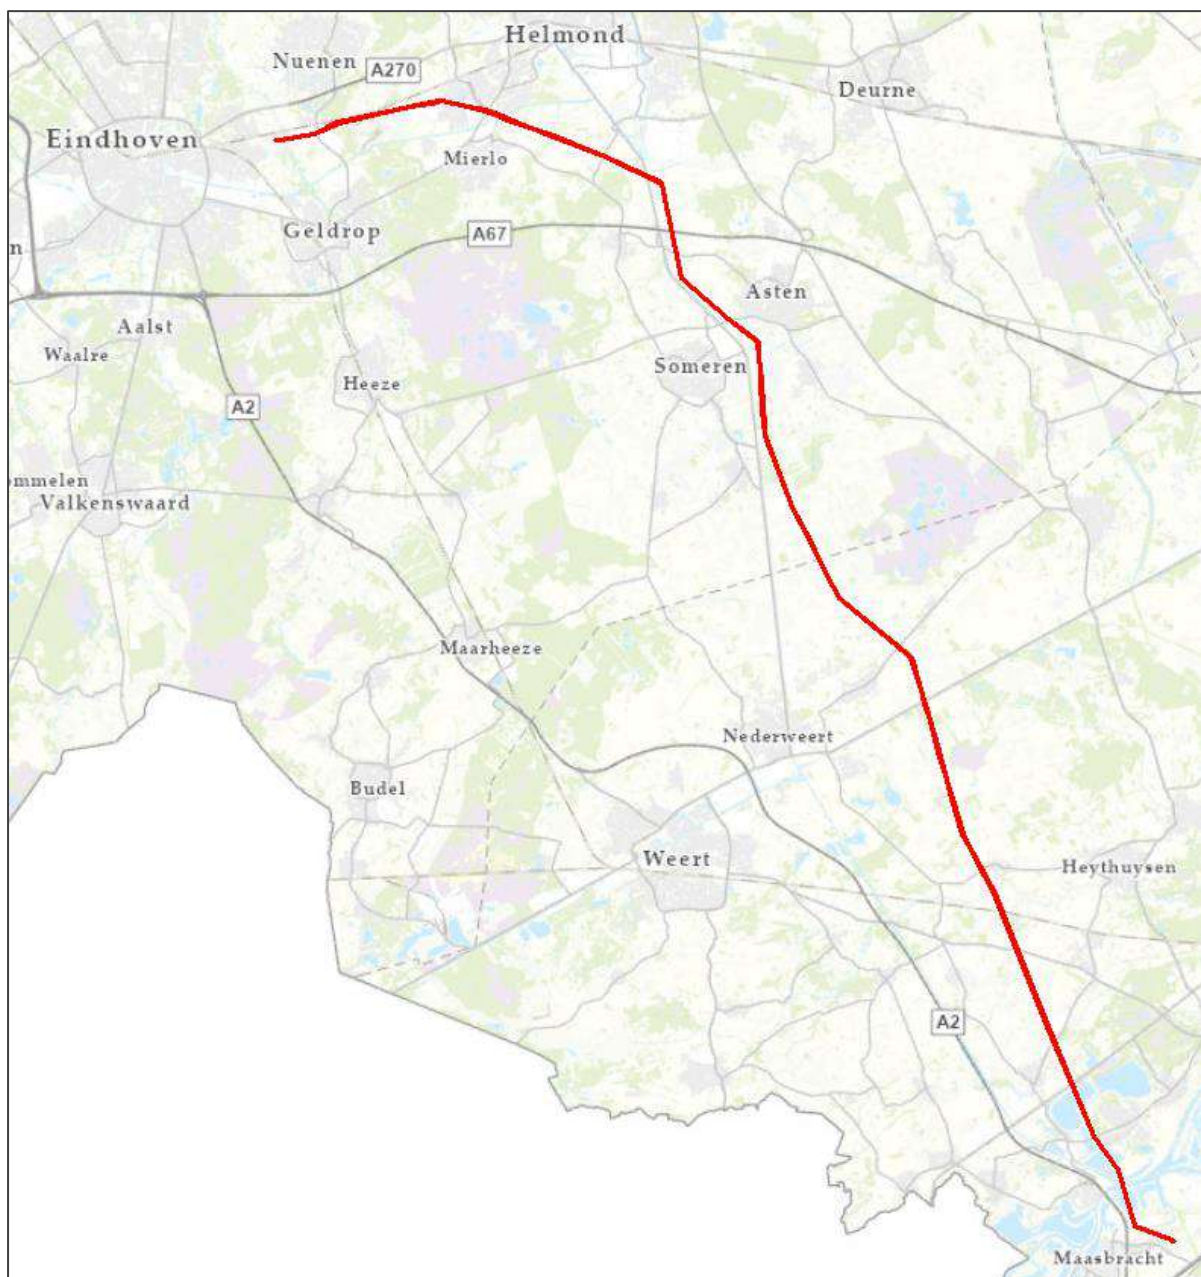 Helmond
Nuenen
A270
Deurne
Eindhoven
Mierlo
Geldrop
A67
n
Asten
Aalst
Waalre
Someren
Heeze
A2
ommelen
Valkenswaard
Maarheeze
Nederweert
Budel
Weert
Heythuysen
A2
Maasbracht